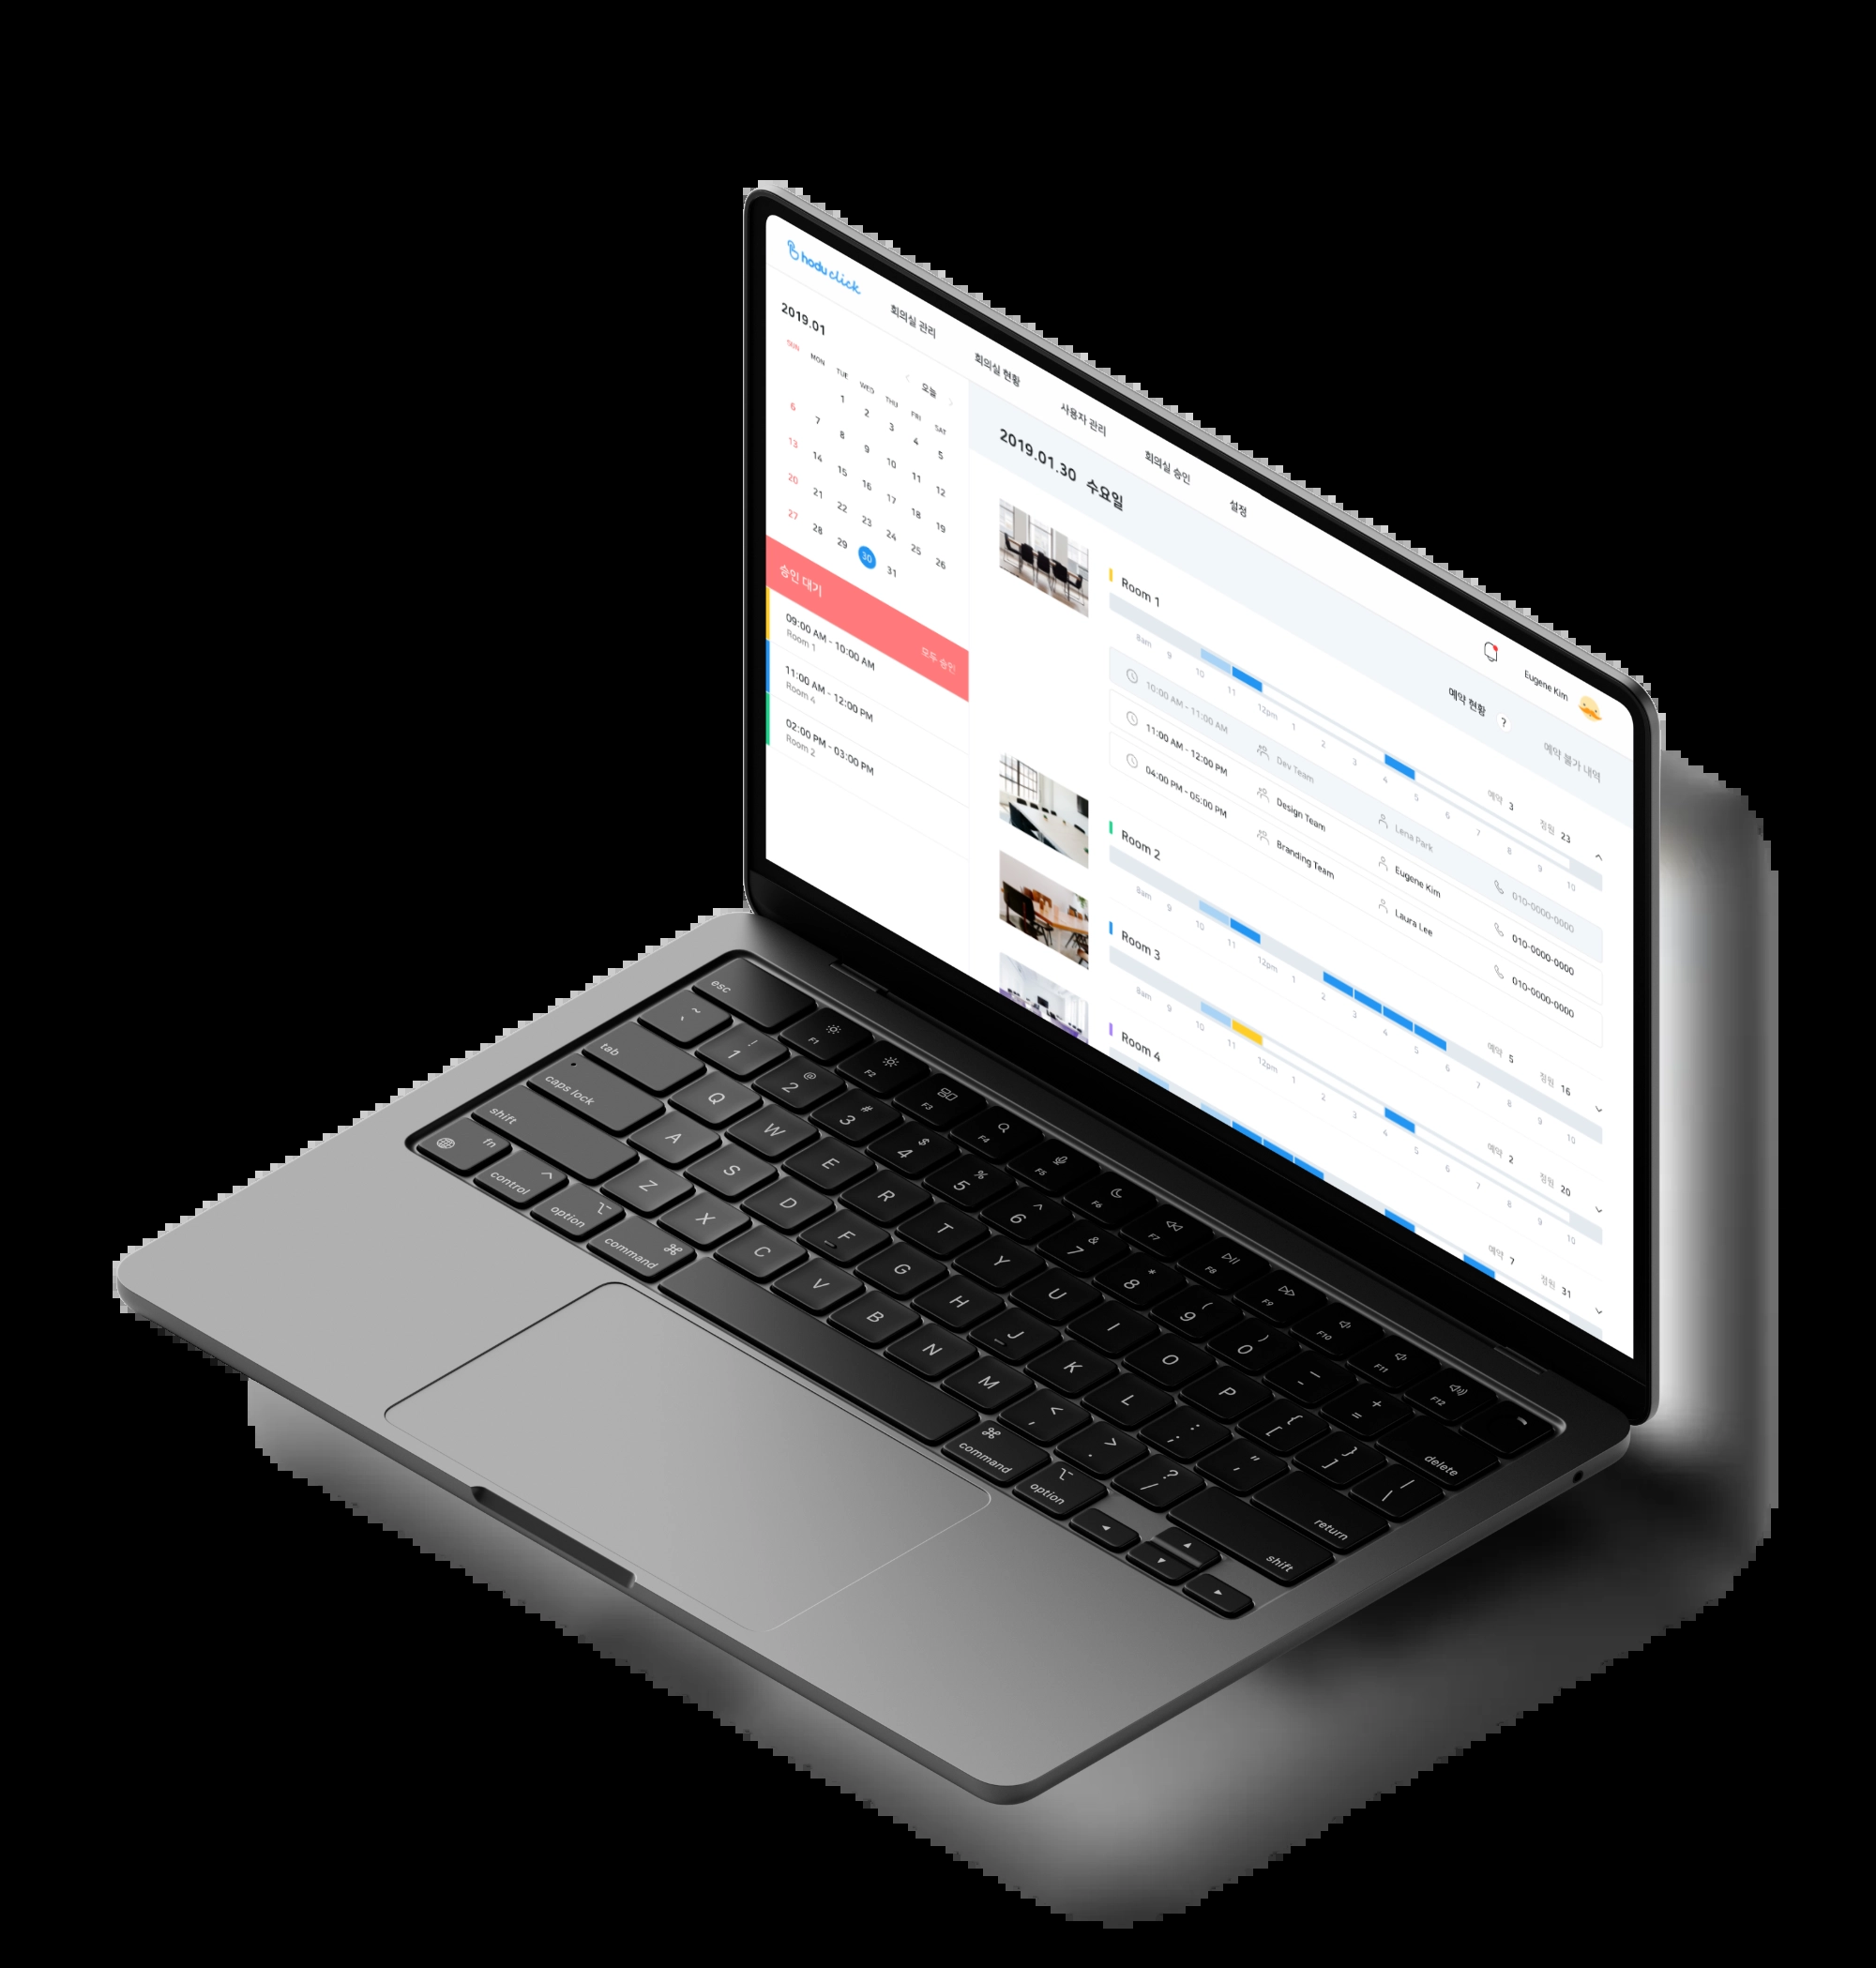 hodu click
회의실 관리
회의실 현황
사용자 관리
회의실 승인
설정
Eugene Kim
2019.01
오늘
SUN MON TUE WED THU FRI SAT
1 2 3 4 5
6 7 8 9 10 11 12
13 14 15 16 17 18 19
20 21 22 23 24 25 26
27 28 29 30 31
승인 대기
모두 승인
09:00 AM - 10:00 AM
Room 1
11:00 AM - 12:00 PM
Room 4
02:00 PM - 03:00 PM
Room 2
2019.01.30 수요일
예약 현황 ?
예약 불가 내역
Room 1
예약 3 정원 23
8am 9 10 11 12pm 1 2 3 4 5 6 7 8 9 10
10:00 AM - 11:00 AM Dev Team Lena Park 010-0000-0000
11:00 AM - 12:00 PM Design Team Eugene Kim 010-0000-0000
04:00 PM - 05:00 PM Branding Team Laura Lee 010-0000-0000
Room 2
예약 5 정원 16
8am 9 10 11 12pm 1 2 3 4 5 6 7 8 9 10
Room 3
예약 2 정원 20
8am 9 10 11 12pm 1 2 3 4 5 6 7 8 9 10
Room 4
예약 7 정원 31
esc F1 F2 F3 F4 F5 F6 F7 F8 F9 F10 F11 F12
` ~ 1 ! 2 @ 3 # 4 $ 5 % 6 ^ 7 & 8 * 9 ( 0 ) - — = + delete
tab Q W E R T Y U I O P [ { ] } \ |
caps lock A S D F G H J K L ; : ' " return
shift Z X C V B N M , < . > / ? shift
fn control ^ option ⌥ command ⌘ command ⌘ option ⌥ ◀ ▲ ▼ ▶